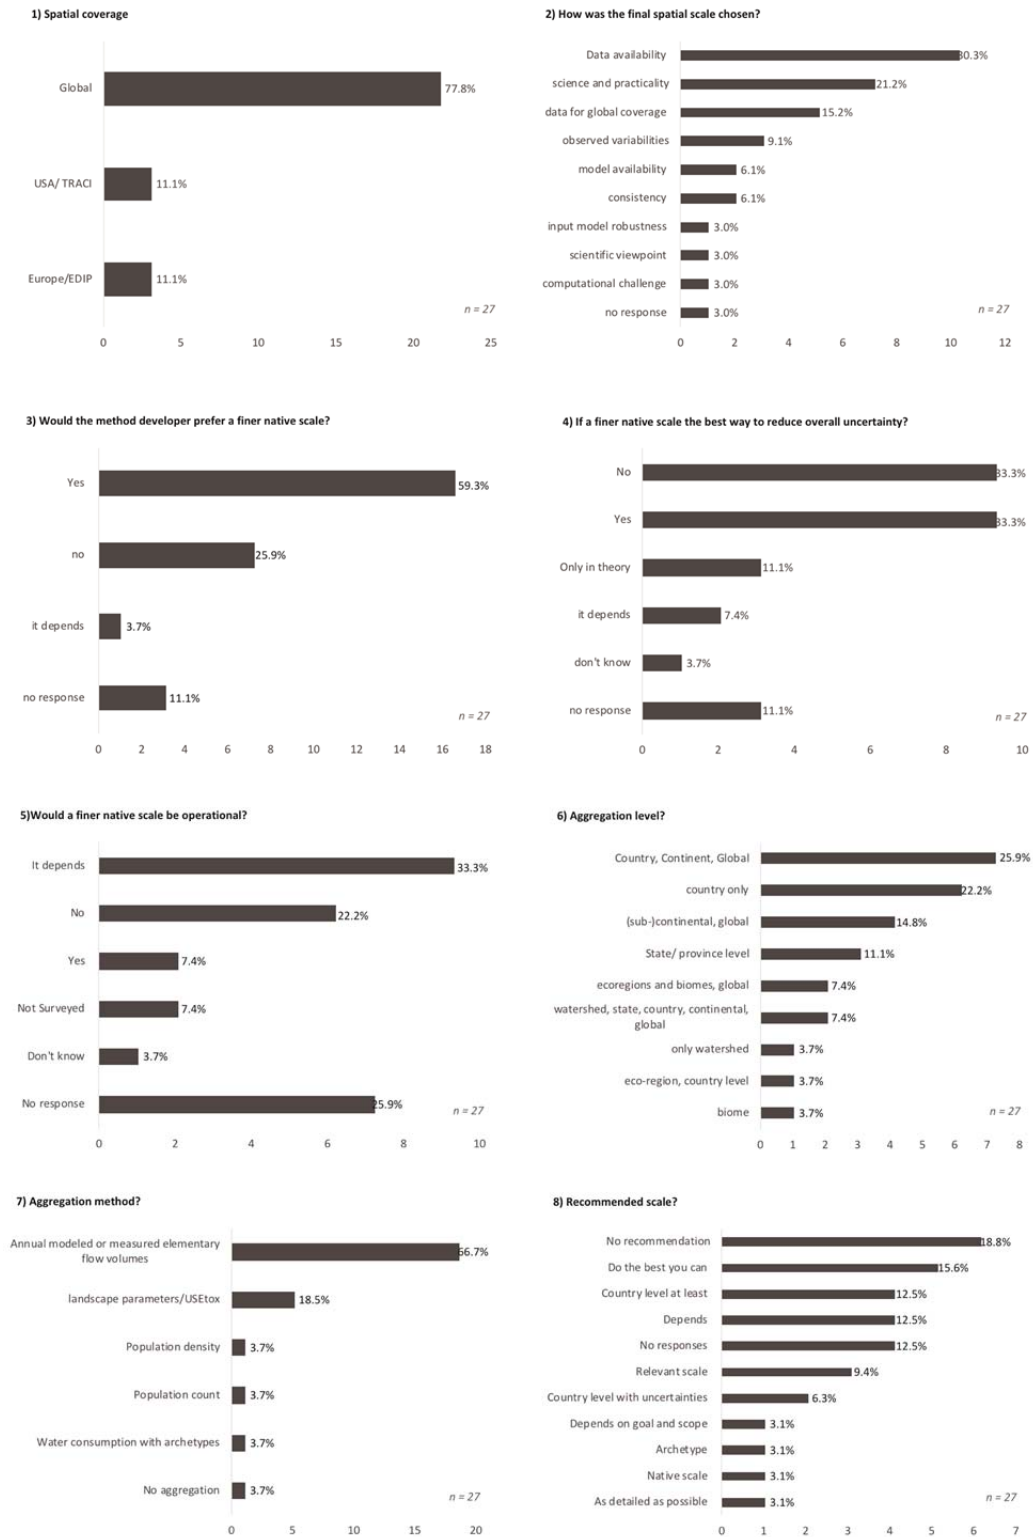 1) Spatial coverage
Global
77.8%
USA/ TRACI
11.1%
Europe/EDIP
11.1%
n = 27
0 5 10 15 20 25
2) How was the final spatial scale chosen?
Data availability
30.3%
science and practicality
21.2%
data for global coverage
15.2%
observed variabilities
9.1%
model availability
6.1%
consistency
6.1%
input model robustness
3.0%
scientific viewpoint
3.0%
computational challenge
3.0%
no response
3.0%
n = 27
0 2 4 6 8 10 12
3) Would the method developer prefer a finer native scale?
Yes
59.3%
no
25.9%
it depends
3.7%
no response
11.1%
n = 27
0 2 4 6 8 10 12 14 16 18
4) If a finer native scale the best way to reduce overall uncertainty?
No
33.3%
Yes
33.3%
Only in theory
11.1%
it depends
7.4%
don't know
3.7%
no response
11.1%
n = 27
0 2 4 6 8 10
5)Would a finer native scale be operational?
It depends
33.3%
No
22.2%
Yes
7.4%
Not Surveyed
7.4%
Don't know
3.7%
No response
25.9%
n = 27
0 2 4 6 8 10
6) Aggregation level?
Country, Continent, Global
25.9%
country only
22.2%
(sub-)continental, global
14.8%
State/ province level
11.1%
ecoregions and biomes, global
7.4%
watershed, state, country, continental,
global
7.4%
only watershed
3.7%
eco-region, country level
3.7%
biome
3.7%
n = 27
0 1 2 3 4 5 6 7 8
7) Aggregation method?
Annual modeled or measured elementary
flow volumes
66.7%
landscape parameters/USEtox
18.5%
Population density
3.7%
Population count
3.7%
Water consumption with archetypes
3.7%
No aggregation
3.7%
n = 27
0 5 10 15 20
8) Recommended scale?
No recommendation
18.8%
Do the best you can
15.6%
Country level at least
12.5%
Depends
12.5%
No responses
12.5%
Relevant scale
9.4%
Country level with uncertainties
6.3%
Depends on goal and scope
3.1%
Archetype
3.1%
Native scale
3.1%
As detailed as possible
3.1%
n = 27
0 1 2 3 4 5 6 7